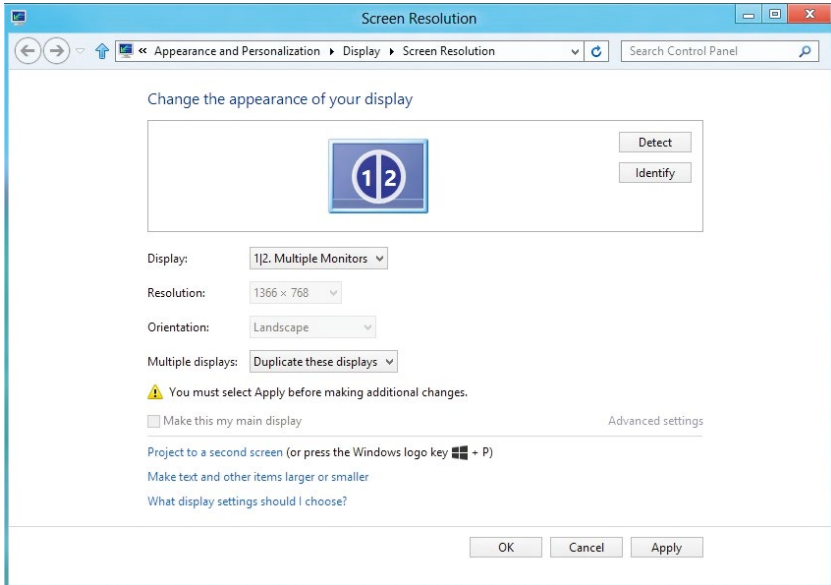 Screen Resolution
« Appearance and Personalization ▸ Display ▸ Screen Resolution
Search Control Panel
Change the appearance of your display
1|2
Detect
Identify
Display: 1|2. Multiple Monitors
Resolution: 1366 × 768
Orientation: Landscape
Multiple displays: Duplicate these displays
You must select Apply before making additional changes.
Make this my main display Advanced settings
Project to a second screen (or press the Windows logo key + P)
Make text and other items larger or smaller
What display settings should I choose?
OK Cancel Apply